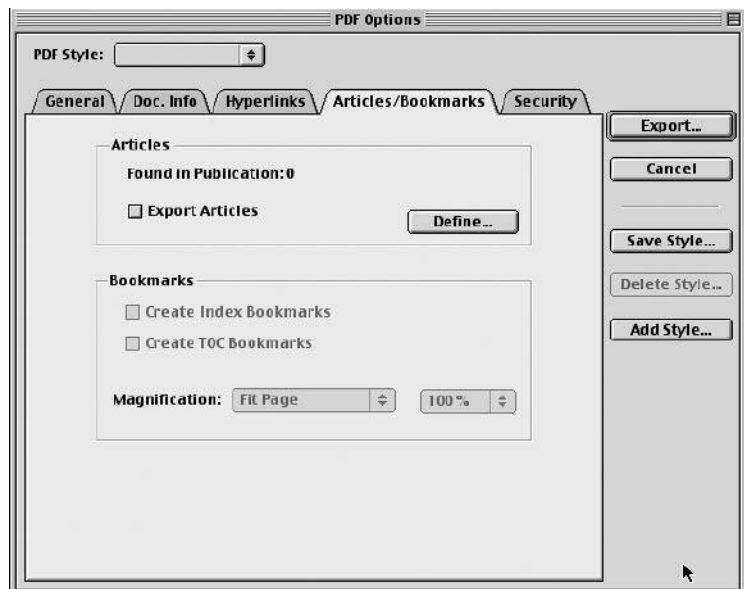 PDF Options
PDF Style:
General Doc. Info Hyperlinks Articles/Bookmarks Security
Export...
Cancel
Save Style...
Delete Style...
Add Style...
Articles
Found in Publication: 0
Export Articles
Define...
Bookmarks
Create Index Bookmarks
Create TOC Bookmarks
Magnification: Fit Page 100%